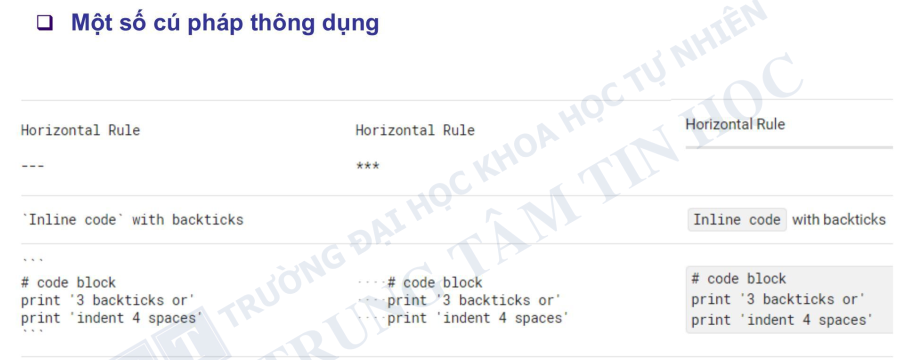 Một số cú pháp thông dụng
Horizontal Rule
---
Horizontal Rule
***
Horizontal Rule
`Inline code` with backticks
Inline code with backticks
```
# code block
print '3 backticks or'
print 'indent 4 spaces'
```
····# code block
····print '3 backticks or'
····print 'indent 4 spaces'
# code block
print '3 backticks or'
print 'indent 4 spaces'
TRƯỜNG ĐẠI HỌC KHOA HỌC TỰ NHIÊN
TRUNG TÂM TIN HỌC